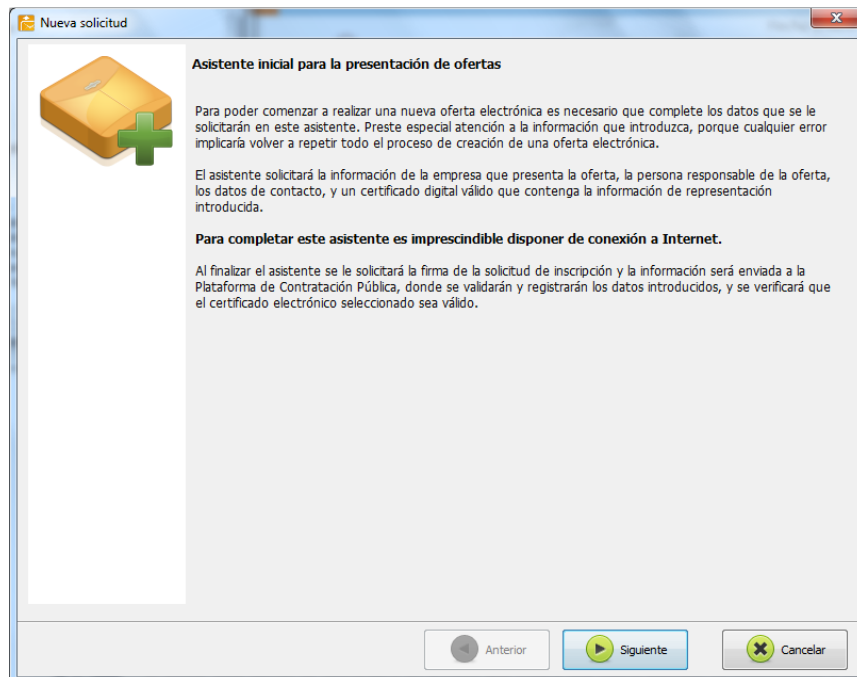 Nueva solicitud
Asistente inicial para la presentación de ofertas
Para poder comenzar a realizar una nueva oferta electrónica es necesario que complete los datos que se le
solicitarán en este asistente. Preste especial atención a la información que introduzca, porque cualquier error
implicaría volver a repetir todo el proceso de creación de una oferta electrónica.
El asistente solicitará la información de la empresa que presenta la oferta, la persona responsable de la oferta,
los datos de contacto, y un certificado digital válido que contenga la información de representación
introducida.
Para completar este asistente es imprescindible disponer de conexión a Internet.
Al finalizar el asistente se le solicitará la firma de la solicitud de inscripción y la información será enviada a la
Plataforma de Contratación Pública, donde se validarán y registrarán los datos introducidos, y se verificará que
el certificado electrónico seleccionado sea válido.
Anterior Siguiente Cancelar